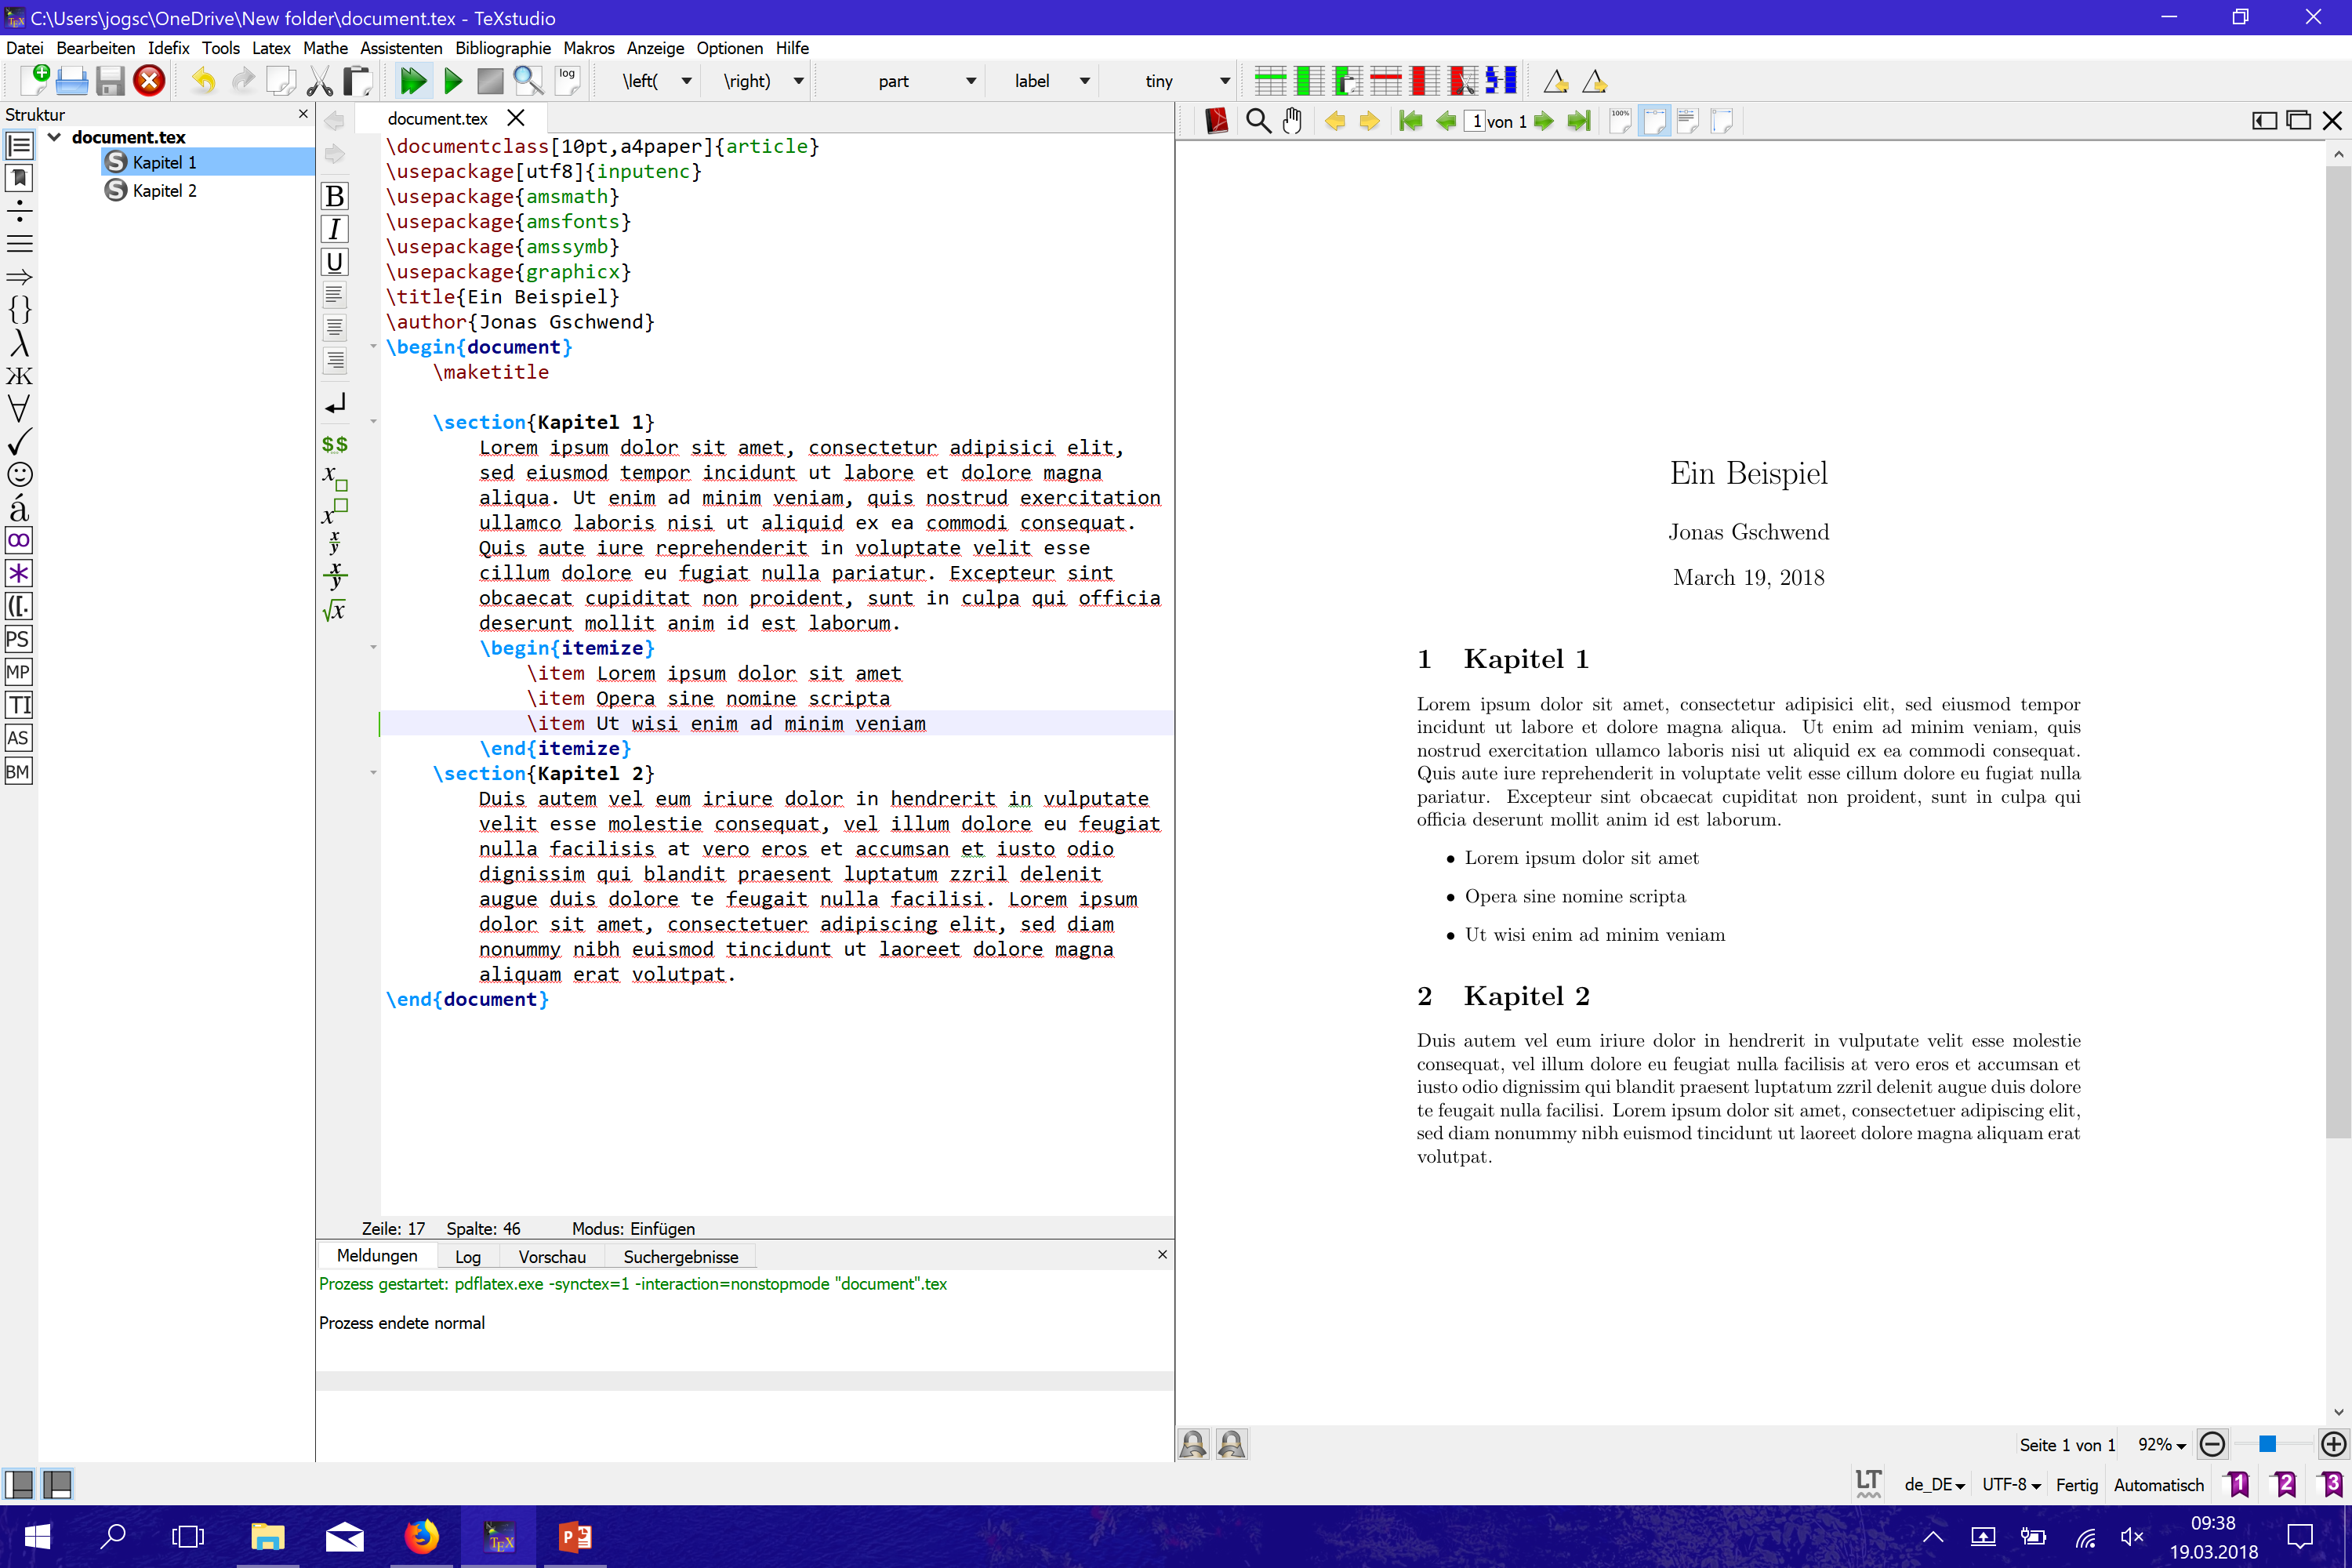 C:\Users\jogsc\OneDrive\New folder\document.tex - TeXstudio
Datei Bearbeiten Idefix Tools Latex Mathe Assistenten Bibliographie Makros Anzeige Optionen Hilfe
log \left( \right) part label tiny
Struktur
document.tex
Kapitel 1
Kapitel 2
PS
MP
TI
AS
BM
B
I
U
$$
document.tex
\documentclass[10pt,a4paper]{article}
\usepackage[utf8]{inputenc}
\usepackage{amsmath}
\usepackage{amsfonts}
\usepackage{amssymb}
\usepackage{graphicx}
\title{Ein Beispiel}
\author{Jonas Gschwend}
\begin{document}
\maketitle
\section{Kapitel 1}
Lorem ipsum dolor sit amet, consectetur adipisici elit,
sed eiusmod tempor incidunt ut labore et dolore magna
aliqua. Ut enim ad minim veniam, quis nostrud exercitation
ullamco laboris nisi ut aliquid ex ea commodi consequat.
Quis aute iure reprehenderit in voluptate velit esse
cillum dolore eu fugiat nulla pariatur. Excepteur sint
obcaecat cupiditat non proident, sunt in culpa qui officia
deserunt mollit anim id est laborum.
\begin{itemize}
\item Lorem ipsum dolor sit amet
\item Opera sine nomine scripta
\item Ut wisi enim ad minim veniam
\end{itemize}
\section{Kapitel 2}
Duis autem vel eum iriure dolor in hendrerit in vulputate
velit esse molestie consequat, vel illum dolore eu feugiat
nulla facilisis at vero eros et accumsan et iusto odio
dignissim qui blandit praesent luptatum zzril delenit
augue duis dolore te feugait nulla facilisi. Lorem ipsum
dolor sit amet, consectetuer adipiscing elit, sed diam
nonummy nibh euismod tincidunt ut laoreet dolore magna
aliquam erat volutpat.
\end{document}
Zeile: 17 Spalte: 46 Modus: Einfügen
Meldungen Log Vorschau Suchergebnisse
Prozess gestartet: pdflatex.exe -synctex=1 -interaction=nonstopmode "document".tex
Prozess endete normal
1 von 1 100%
Ein Beispiel
Jonas Gschwend
March 19, 2018
1 Kapitel 1
Lorem ipsum dolor sit amet, consectetur adipisici elit, sed eiusmod tempor
incidunt ut labore et dolore magna aliqua. Ut enim ad minim veniam, quis
nostrud exercitation ullamco laboris nisi ut aliquid ex ea commodi consequat.
Quis aute iure reprehenderit in voluptate velit esse cillum dolore eu fugiat nulla
pariatur. Excepteur sint obcaecat cupiditat non proident, sunt in culpa qui
officia deserunt mollit anim id est laborum.
• Lorem ipsum dolor sit amet
• Opera sine nomine scripta
• Ut wisi enim ad minim veniam
2 Kapitel 2
Duis autem vel eum iriure dolor in hendrerit in vulputate velit esse molestie
consequat, vel illum dolore eu feugiat nulla facilisis at vero eros et accumsan et
iusto odio dignissim qui blandit praesent luptatum zzril delenit augue duis dolore
te feugait nulla facilisi. Lorem ipsum dolor sit amet, consectetuer adipiscing elit,
sed diam nonummy nibh euismod tincidunt ut laoreet dolore magna aliquam erat
volutpat.
Seite 1 von 1 92%
LT de_DE UTF-8 Fertig Automatisch 1 2 3
09:38
19.03.2018